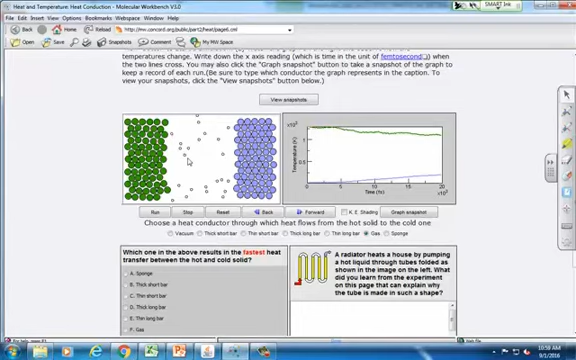 Heat and Temperature: Heat Conduction - Molecular Workbench V3.0
File Edit View Options Bookmarks Window Help
SMART Ink
Back Reload
Open Save Snapshots Comment My MW Space
temperatures change. Write down the x axis reading (which is time in the unit of femtosecond) when
the two lines cross. You may also click the "Graph snapshot" button to take a snapshot of the graph to
keep a record of each run.(Be sure to type which conductor the graph represents in the caption. To
view your snapshots, click the "View snapshots" button below.)
View snapshots
Temperature (K)
Time (fs)
Run Stop Reset Back Forward K. E. Shading Graph snapshot
Choose a heat conductor through which heat flows from the hot solid to the cold one
Vacuum Thick short bar Thin short bar Thick long bar Thin long bar Gas Sponge
Which one in the above results in the fastest heat
transfer between the hot and cold solid?
A. Sponge
B. Thick short bar
C. Thin short bar
D. Thick long bar
E. Thin long bar
F. Gas
A radiator heats a house by pumping
a hot liquid through tubes folded as
shown in the image on the left. What
did you learn from the experiment
on this page that can explain why
the tube is made in such a shape?
10:59 AM
9/1/2016